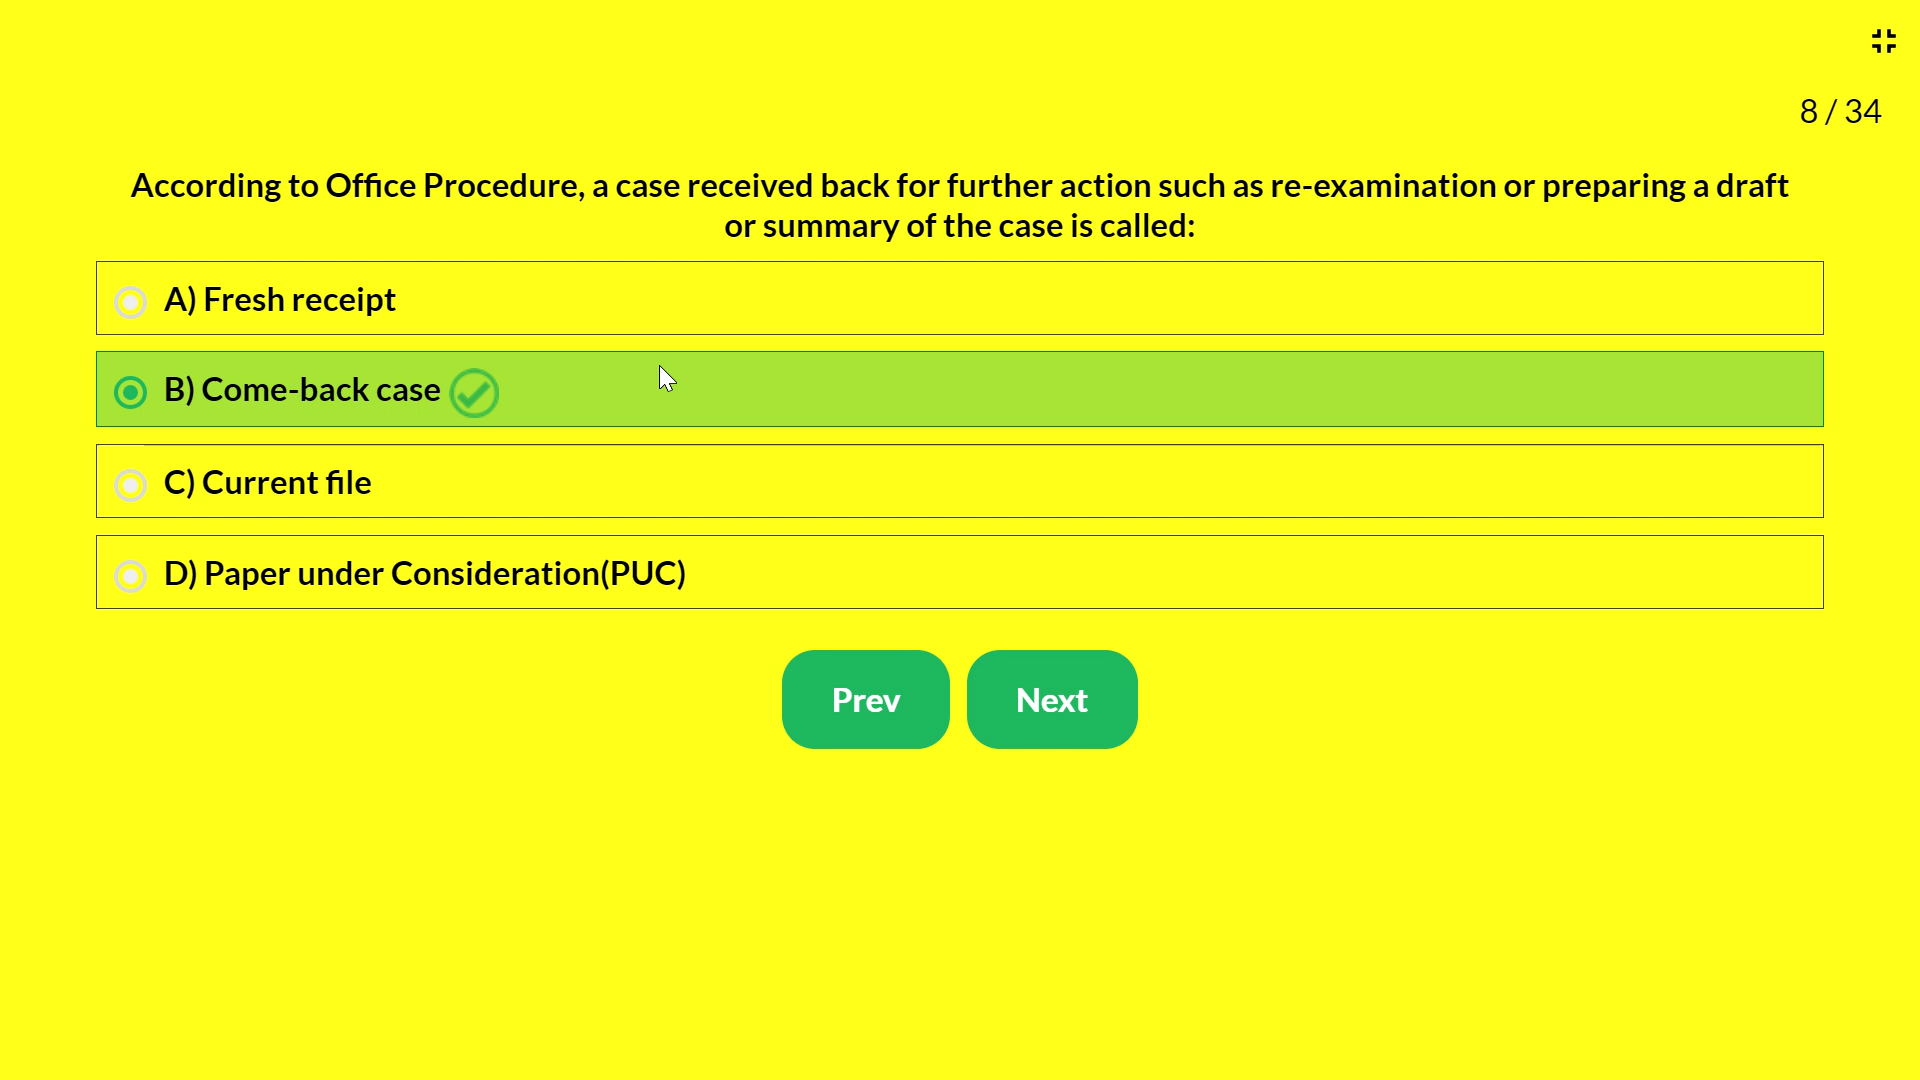 8 / 34
According to Office Procedure, a case received back for further action such as re-examination or preparing a draft
or summary of the case is called:
A) Fresh receipt
B) Come-back case
C) Current file
D) Paper under Consideration(PUC)
Prev Next